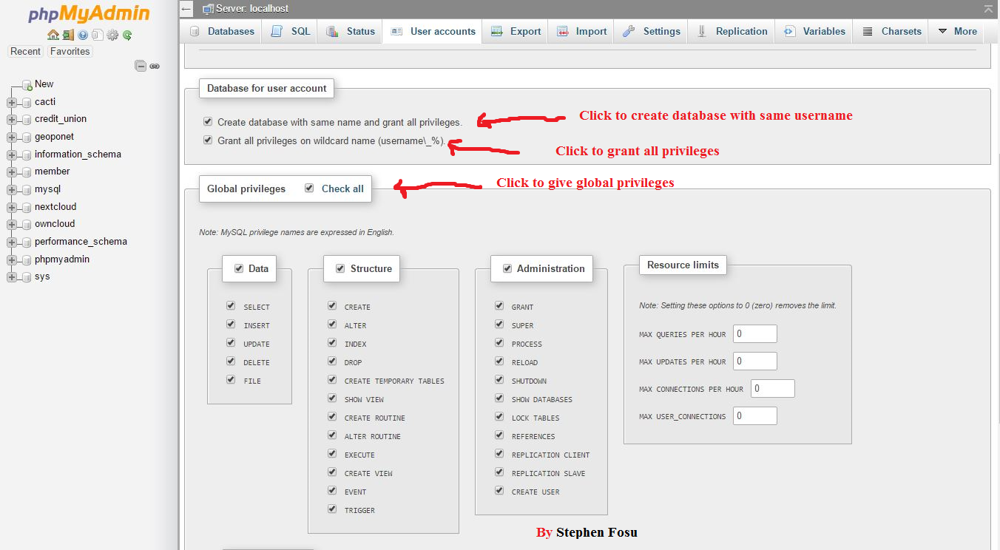 phpMyAdmin
Recent Favorites
New
cacti
credit_union
geoponet
information_schema
member
mysql
nextcloud
owncloud
performance_schema
phpmyadmin
sys
Server: localhost
Databases SQL Status User accounts Export Import Settings Replication Variables Charsets More
Database for user account
Create database with same name and grant all privileges.
Click to create database with same username
Grant all privileges on wildcard name (username\_%).
Click to grant all privileges
Global privileges Check all
Click to give global privileges
Note: MySQL privilege names are expressed in English.
Data
SELECT
INSERT
UPDATE
DELETE
FILE
Structure
CREATE
ALTER
INDEX
DROP
CREATE TEMPORARY TABLES
SHOW VIEW
CREATE ROUTINE
ALTER ROUTINE
EXECUTE
CREATE VIEW
EVENT
TRIGGER
Administration
GRANT
SUPER
PROCESS
RELOAD
SHUTDOWN
SHOW DATABASES
LOCK TABLES
REFERENCES
REPLICATION CLIENT
REPLICATION SLAVE
CREATE USER
Resource limits
Note: Setting these options to 0 (zero) removes the limit.
MAX QUERIES PER HOUR 0
MAX UPDATES PER HOUR 0
MAX CONNECTIONS PER HOUR 0
MAX USER_CONNECTIONS 0
By Stephen Fosu